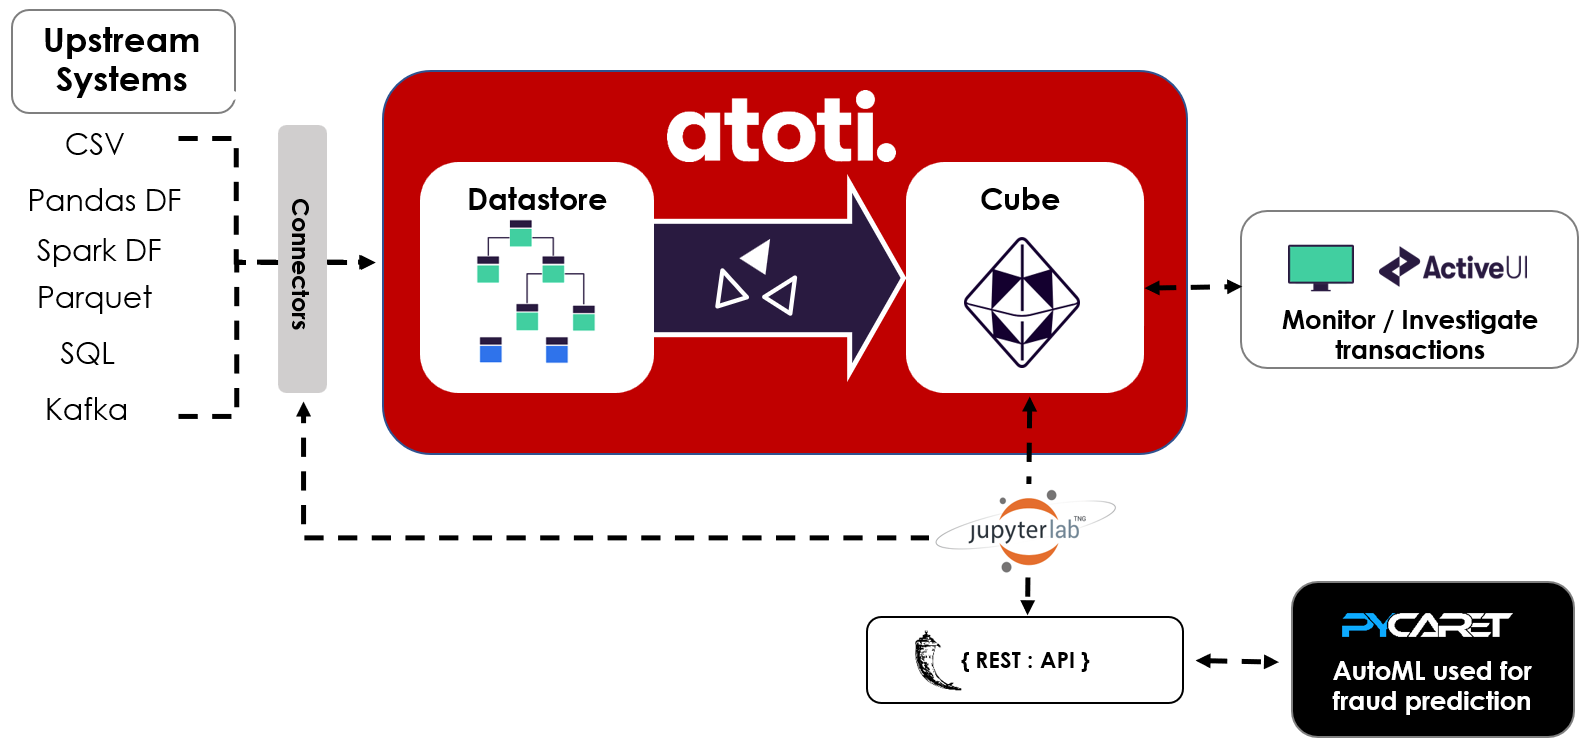 Upstream
Systems
CSV
Pandas DF
Spark DF
Parquet
SQL
Kafka
Connectors
atoti.
Datastore
Cube
ActiveUI
Monitor / Investigate
transactions
jupyterlab TNG
{ REST : API }
PYCARET
AutoML used for
fraud prediction